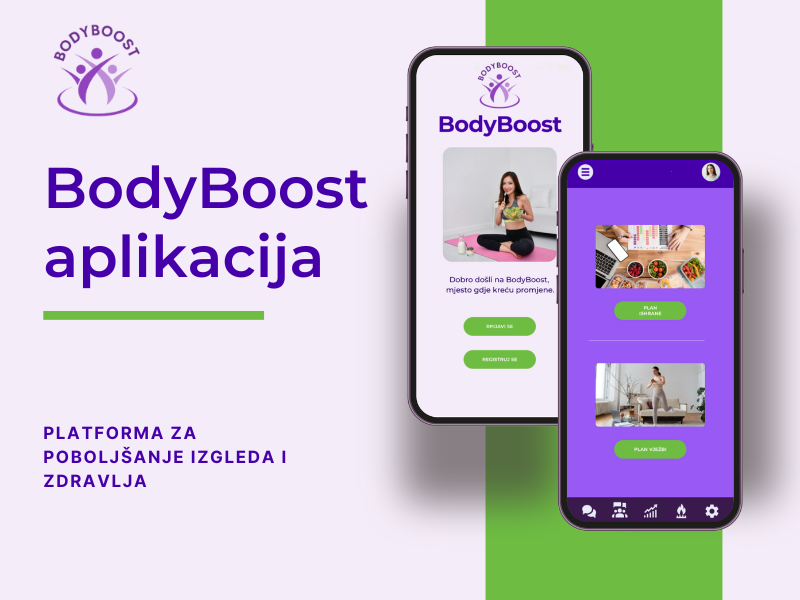 BODYBOOST
BodyBoost
aplikacija
PLATFORMA ZA
POBOLJŠANJE IZGLEDA I
ZDRAVLJA
BODYBOOST
BodyBoost
Dobro došli na BodyBoost,
mjesto gdje kreću promjene.
PRIJAVI SE
REGISTRUJ SE
PLAN
ISHRANE
PLAN VJEŽBI